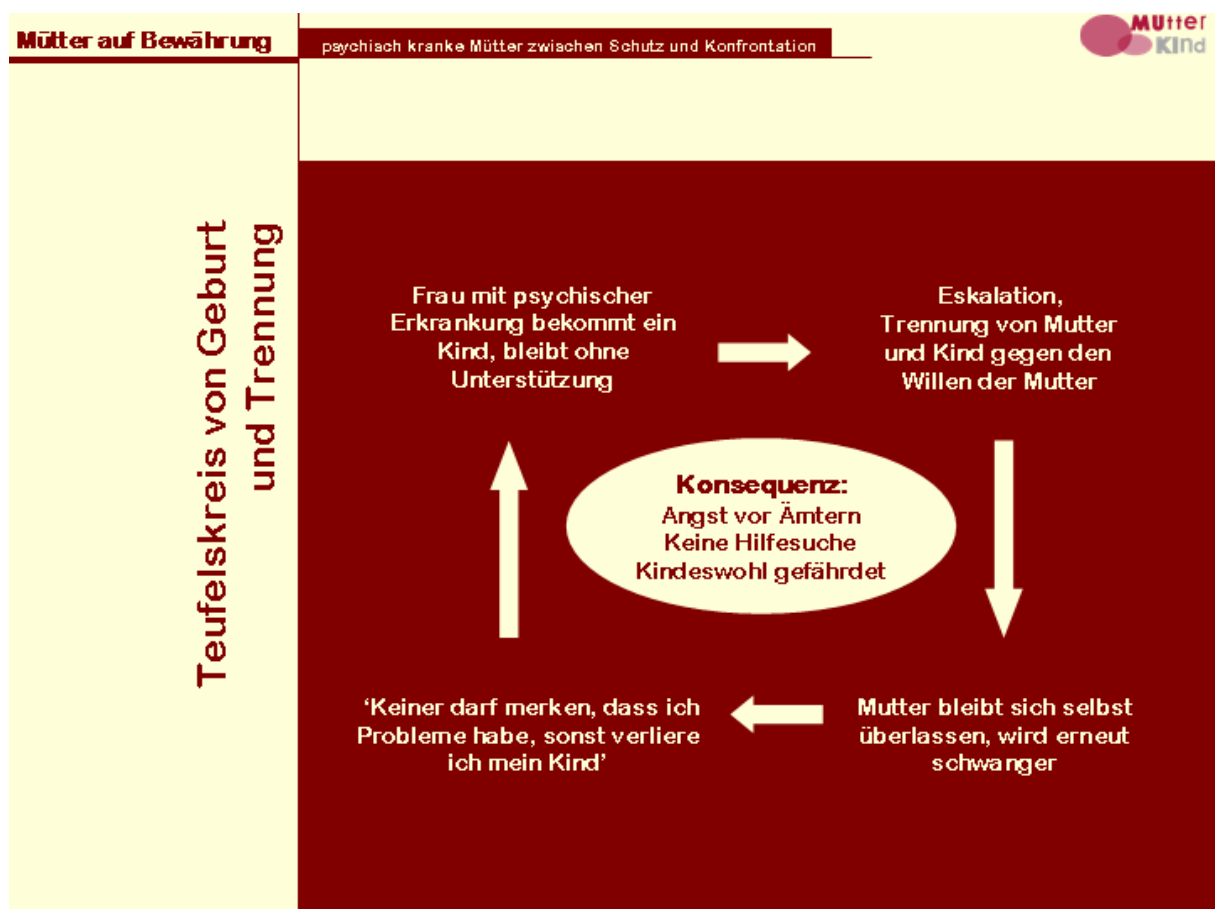 Mütter auf Bewährung
psychisch kranke Mütter zwischen Schutz und Konfrontation
MUtter
KInd
Teufelskreis von Geburt
und Trennung
Frau mit psychischer
Erkrankung bekommt ein
Kind, bleibt ohne
Unterstützung
Eskalation,
Trennung von Mutter
und Kind gegen den
Willen der Mutter
Konsequenz:
Angst vor Ämtern
Keine Hilfesuche
Kindeswohl gefährdet
‘Keiner darf merken, dass ich
Probleme habe, sonst verliere
ich mein Kind’
Mutter bleibt sich selbst
überlassen, wird erneut
schwanger